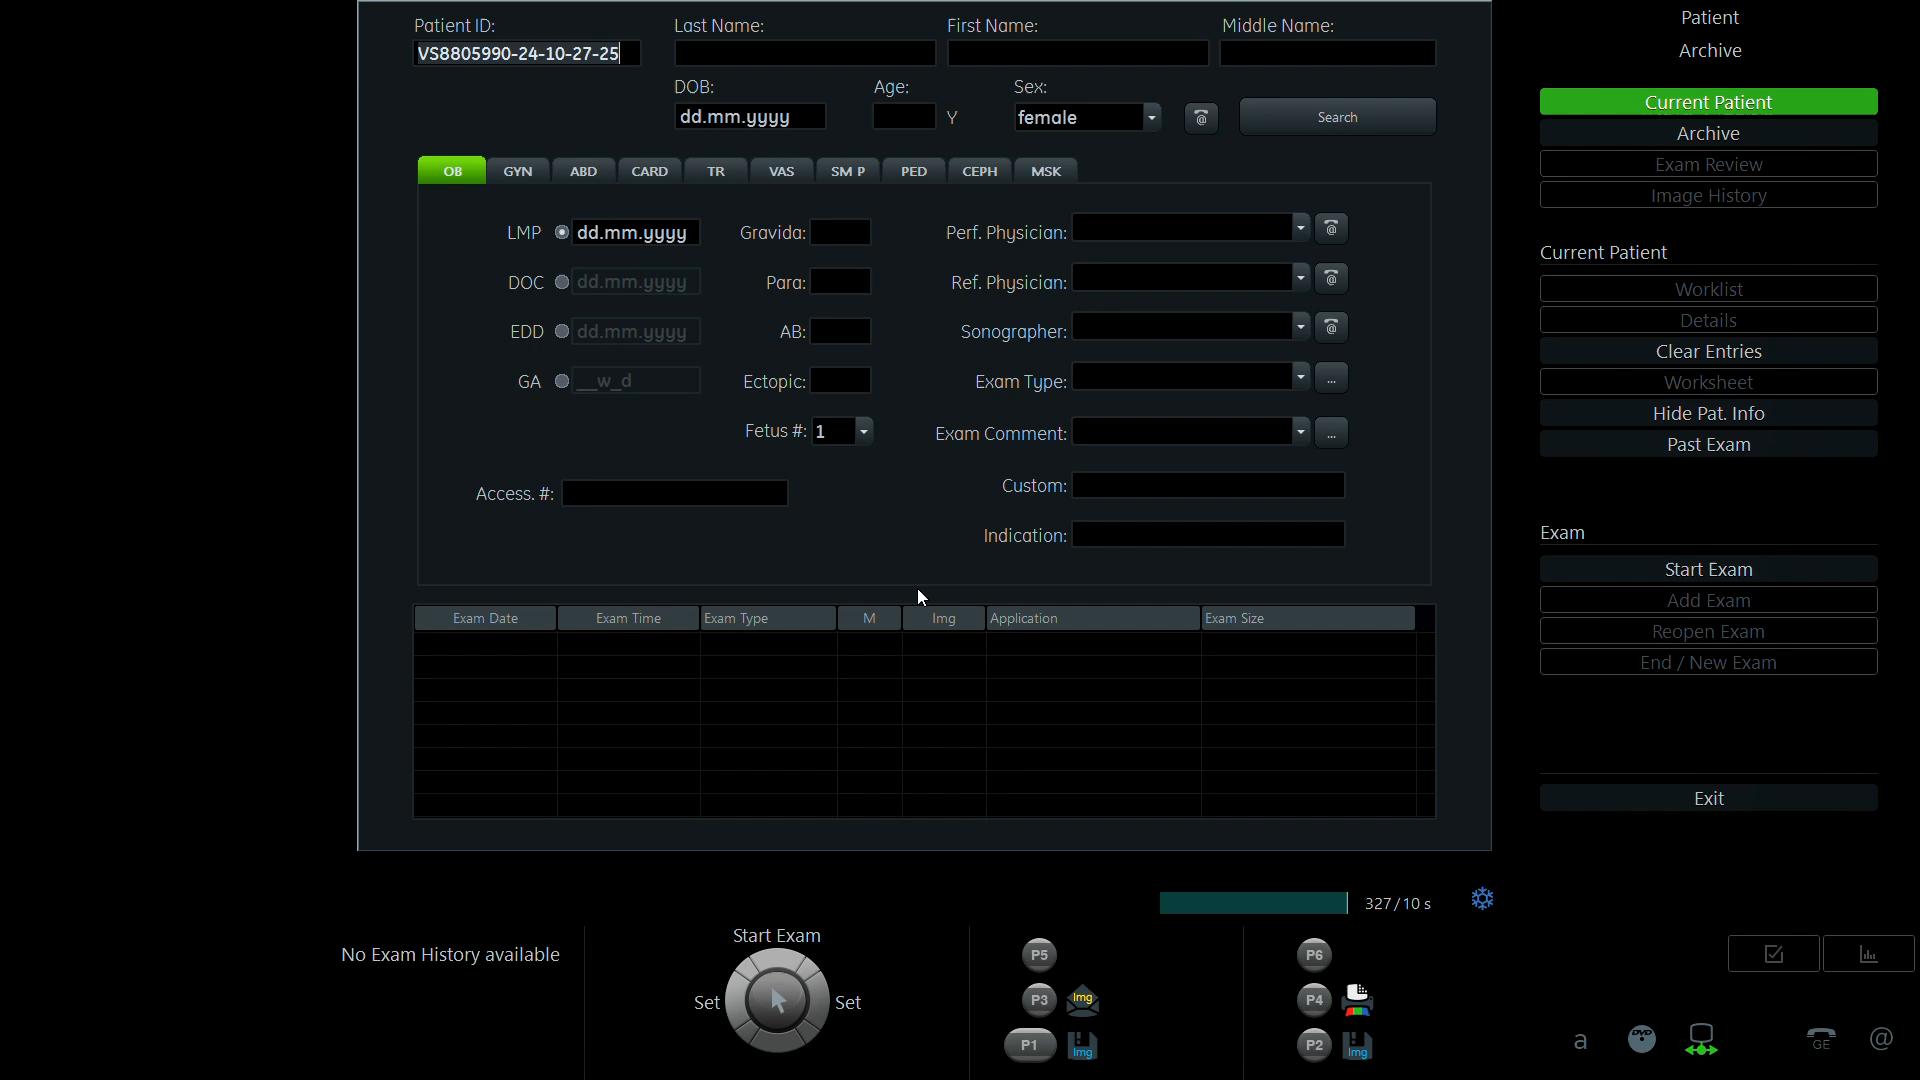 Patient ID: Last Name: First Name: Middle Name:
VS8805990-24-10-27-25
DOB: Age: Sex:
dd.mm.yyyy Y female @ Search
OB GYN ABD CARD TR VAS SM P PED CEPH MSK
LMP dd.mm.yyyy Gravida: Perf. Physician: @
DOC dd.mm.yyyy Para: Ref. Physician: @
EDD dd.mm.yyyy AB: Sonographer: @
GA __w_d Ectopic: Exam Type: ...
Fetus #: 1 Exam Comment: ...
Access. #: Custom:
Indication:
Exam Date Exam Time Exam Type M Img Application Exam Size
Patient
Archive
Current Patient
Archive
Exam Review
Image History
Current Patient
Worklist
Details
Clear Entries
Worksheet
Hide Pat. Info
Past Exam
Exam
Start Exam
Add Exam
Reopen Exam
End / New Exam
Exit
327/10 s
No Exam History available
Start Exam
Set Set
P5 P6
P3 Img P4
P1 Img P2 Img
a DVD GE @